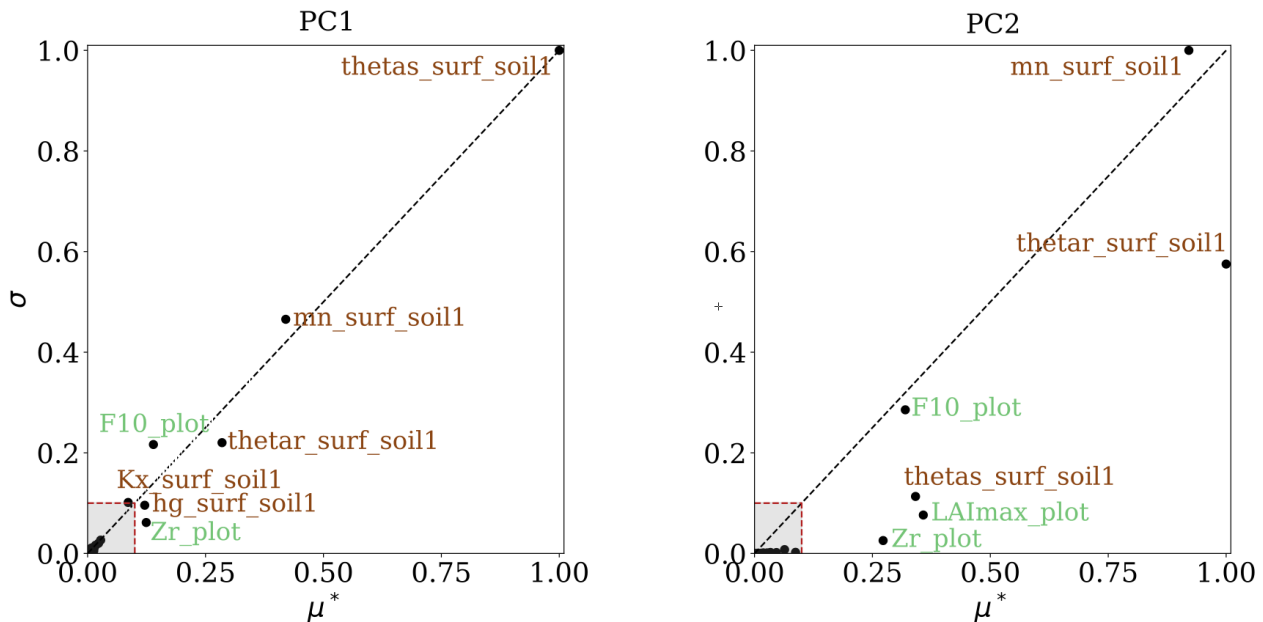 PC1
1.0
thetas_surf_soil1
0.8
0.6
σ
mn_surf_soil1
0.4
F10_plot
thetar_surf_soil1
0.2
Kx_surf_soil1
hg_surf_soil1
Zr_plot
0.0
0.00 0.25 0.50 0.75 1.00
μ*
PC2
1.0
mn_surf_soil1
0.8
thetar_surf_soil1
0.6
0.4
F10_plot
0.2
thetas_surf_soil1
LAImax_plot
Zr_plot
0.0
0.00 0.25 0.50 0.75 1.00
μ*